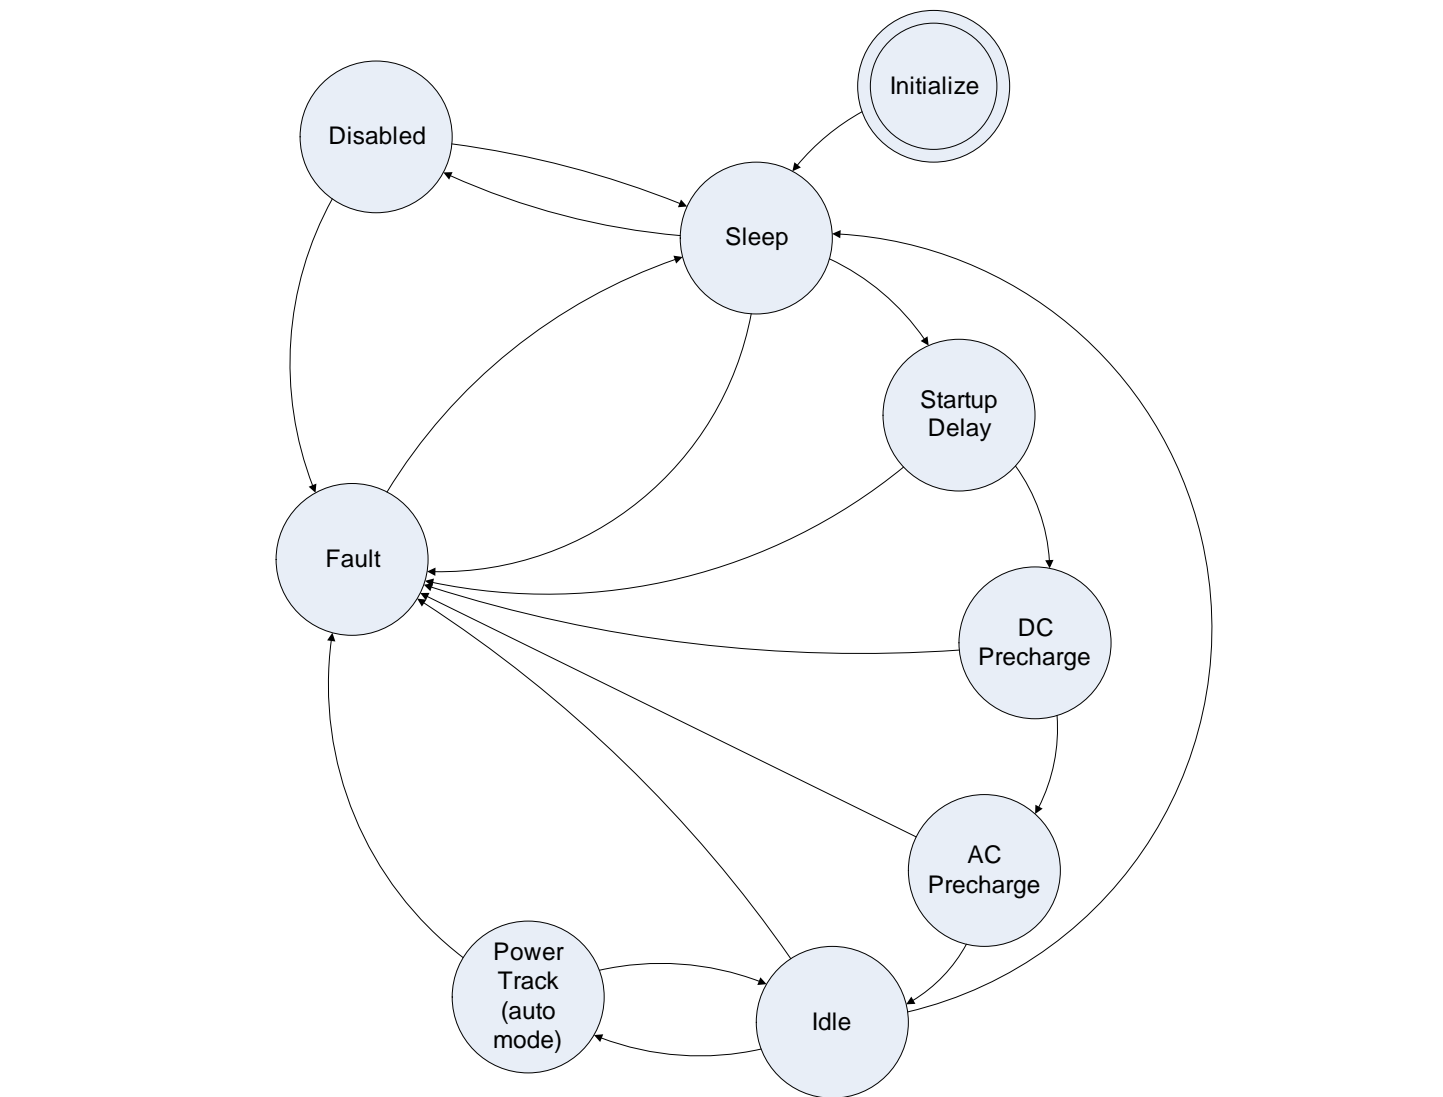 Initialize
Disabled
Sleep
Startup
Delay
Fault
DC
Precharge
AC
Precharge
Power
Track
(auto
mode)
Idle